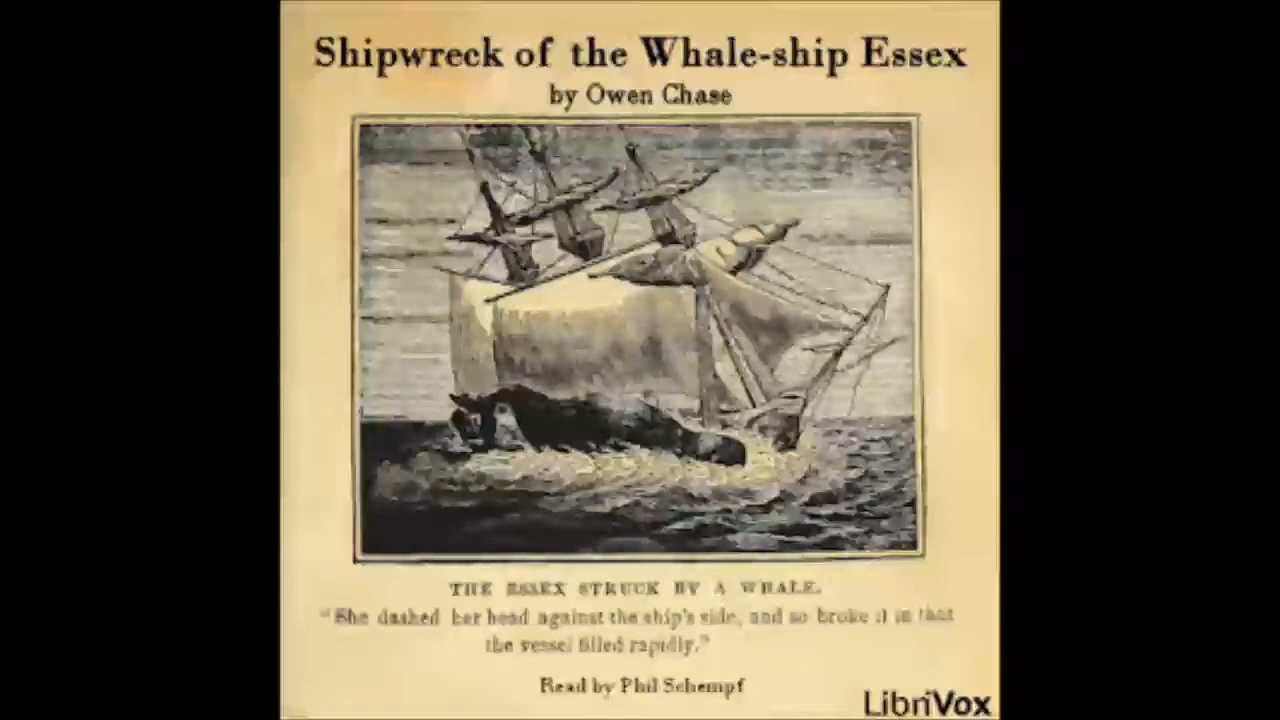 Shipwreck of the Whale-ship Essex
by Owen Chase
THE ESSEX STRUCK BY A WHALE.
"She dashed her head against the ship's side, and so broke it in that
the vessel filled rapidly."
Read by Phil Schempf
LibriVox